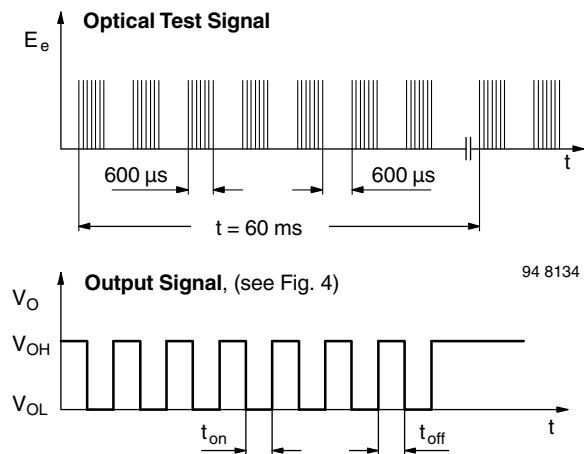 Optical Test Signal
E e
t
600 µs
600 µs
t = 60 ms
94 8134
Output Signal, (see Fig. 4)
V O
V OH
V OL
t
t on
t off